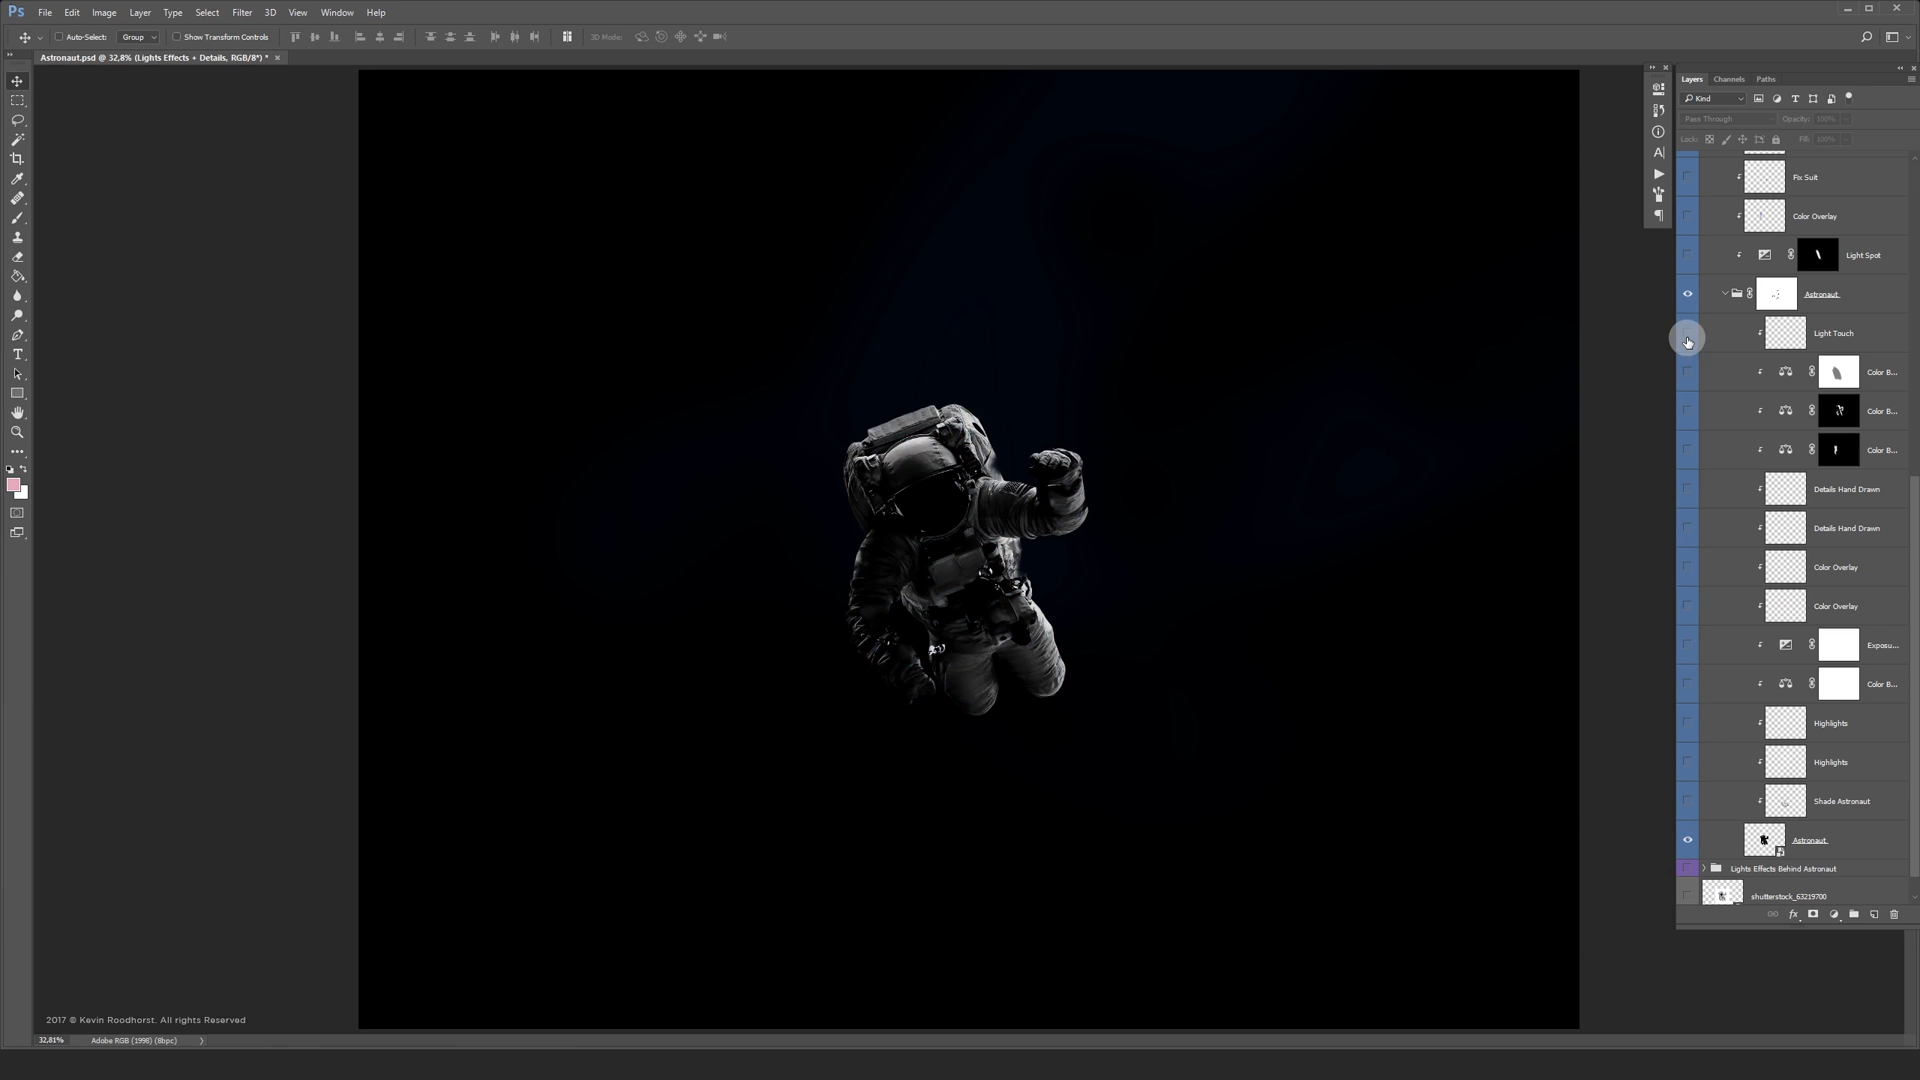 Ps File Edit Image Layer Type Select Filter 3D View Window Help
Auto-Select: Group Show Transform Controls 3D Mode:
Astronaut.psd @ 32,8% (Lights Effects + Details, RGB/8*) *
Layers Channels Paths
Kind
Pass Through Opacity: 100%
Lock: Fill: 100%
Fix Suit
Color Overlay
Light Spot
Astronaut
Light Touch
Color B...
Color B...
Color B...
Details Hand Drawn
Details Hand Drawn
Color Overlay
Color Overlay
Exposu...
Color B...
Highlights
Highlights
Shade Astronaut
Astronaut
Lights Effects Behind Astronaut
shutterstock_63219700
fx
2017 © Kevin Roodhorst. All rights Reserved
32,81% Adobe RGB (1998) (8bpc)